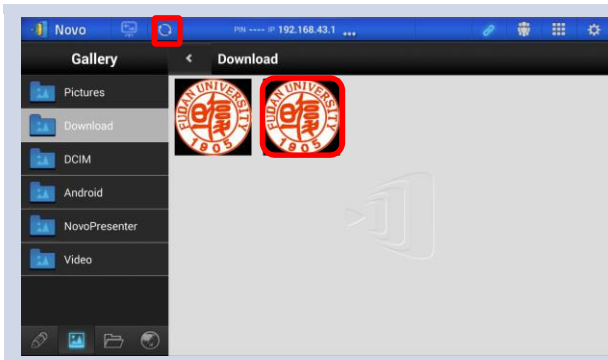 Novo
PIN ---- IP 192.168.43.1 ...
Gallery
Download
Pictures
Download
DCIM
Android
NovoPresenter
Video
UNIVERSITY
1905
FUDAN UNIVERSITY
1905